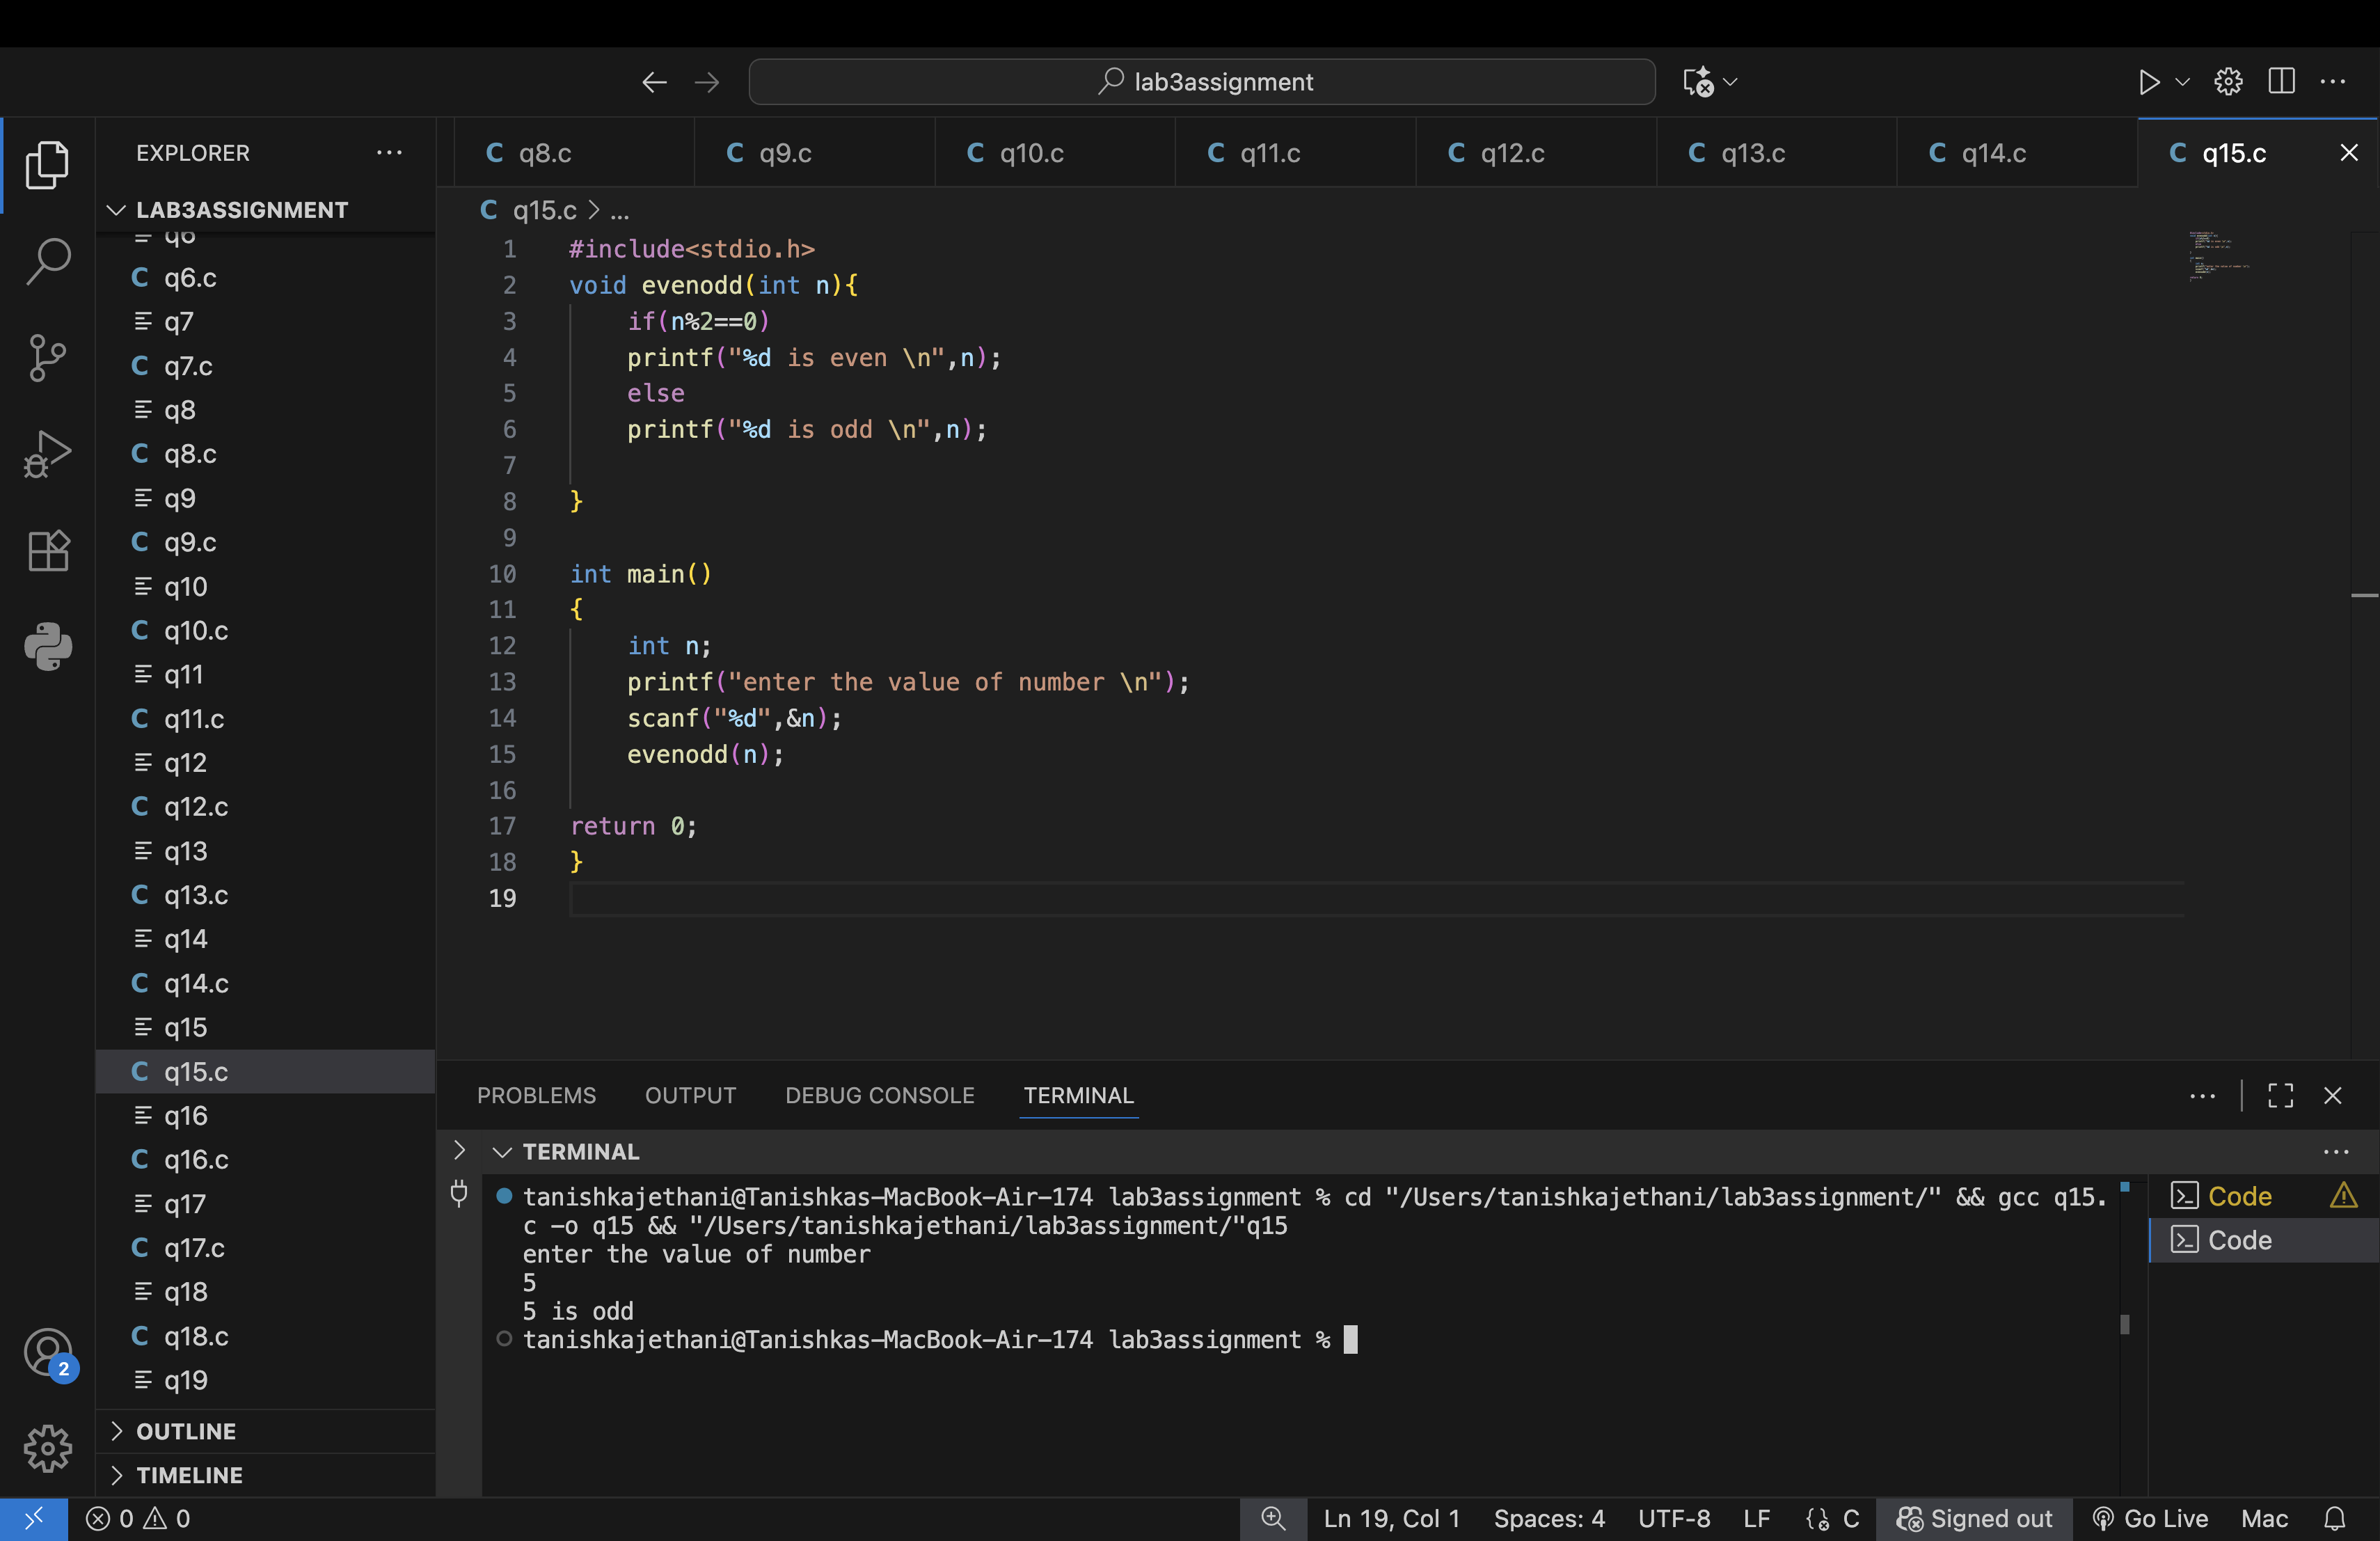 lab3assignment
EXPLORER
LAB3ASSIGNMENT
q6
q6.c
q7
q7.c
q8
q8.c
q9
q9.c
q10
q10.c
q11
q11.c
q12
q12.c
q13
q13.c
q14
q14.c
q15
q15.c
q16
q16.c
q17
q17.c
q18
q18.c
q19
OUTLINE
TIMELINE
C q8.c C q9.c C q10.c C q11.c C q12.c C q13.c C q14.c C q15.c
C q15.c > ...
1 #include<stdio.h>
2 void evenodd(int n){
3 if(n%2==0)
4 printf("%d is even \n",n);
5 else
6 printf("%d is odd \n",n);
7
8 }
9
10 int main()
11 {
12 int n;
13 printf("enter the value of number \n");
14 scanf("%d",&n);
15 evenodd(n);
16
17 return 0;
18 }
19
PROBLEMS OUTPUT DEBUG CONSOLE TERMINAL
TERMINAL
tanishkajethani@Tanishkas-MacBook-Air-174 lab3assignment % cd "/Users/tanishkajethani/lab3assignment/" && gcc q15.
c -o q15 && "/Users/tanishkajethani/lab3assignment/"q15
enter the value of number
5
5 is odd
tanishkajethani@Tanishkas-MacBook-Air-174 lab3assignment %
Code
Code
2
0 0 Ln 19, Col 1 Spaces: 4 UTF-8 LF C Signed out Go Live Mac